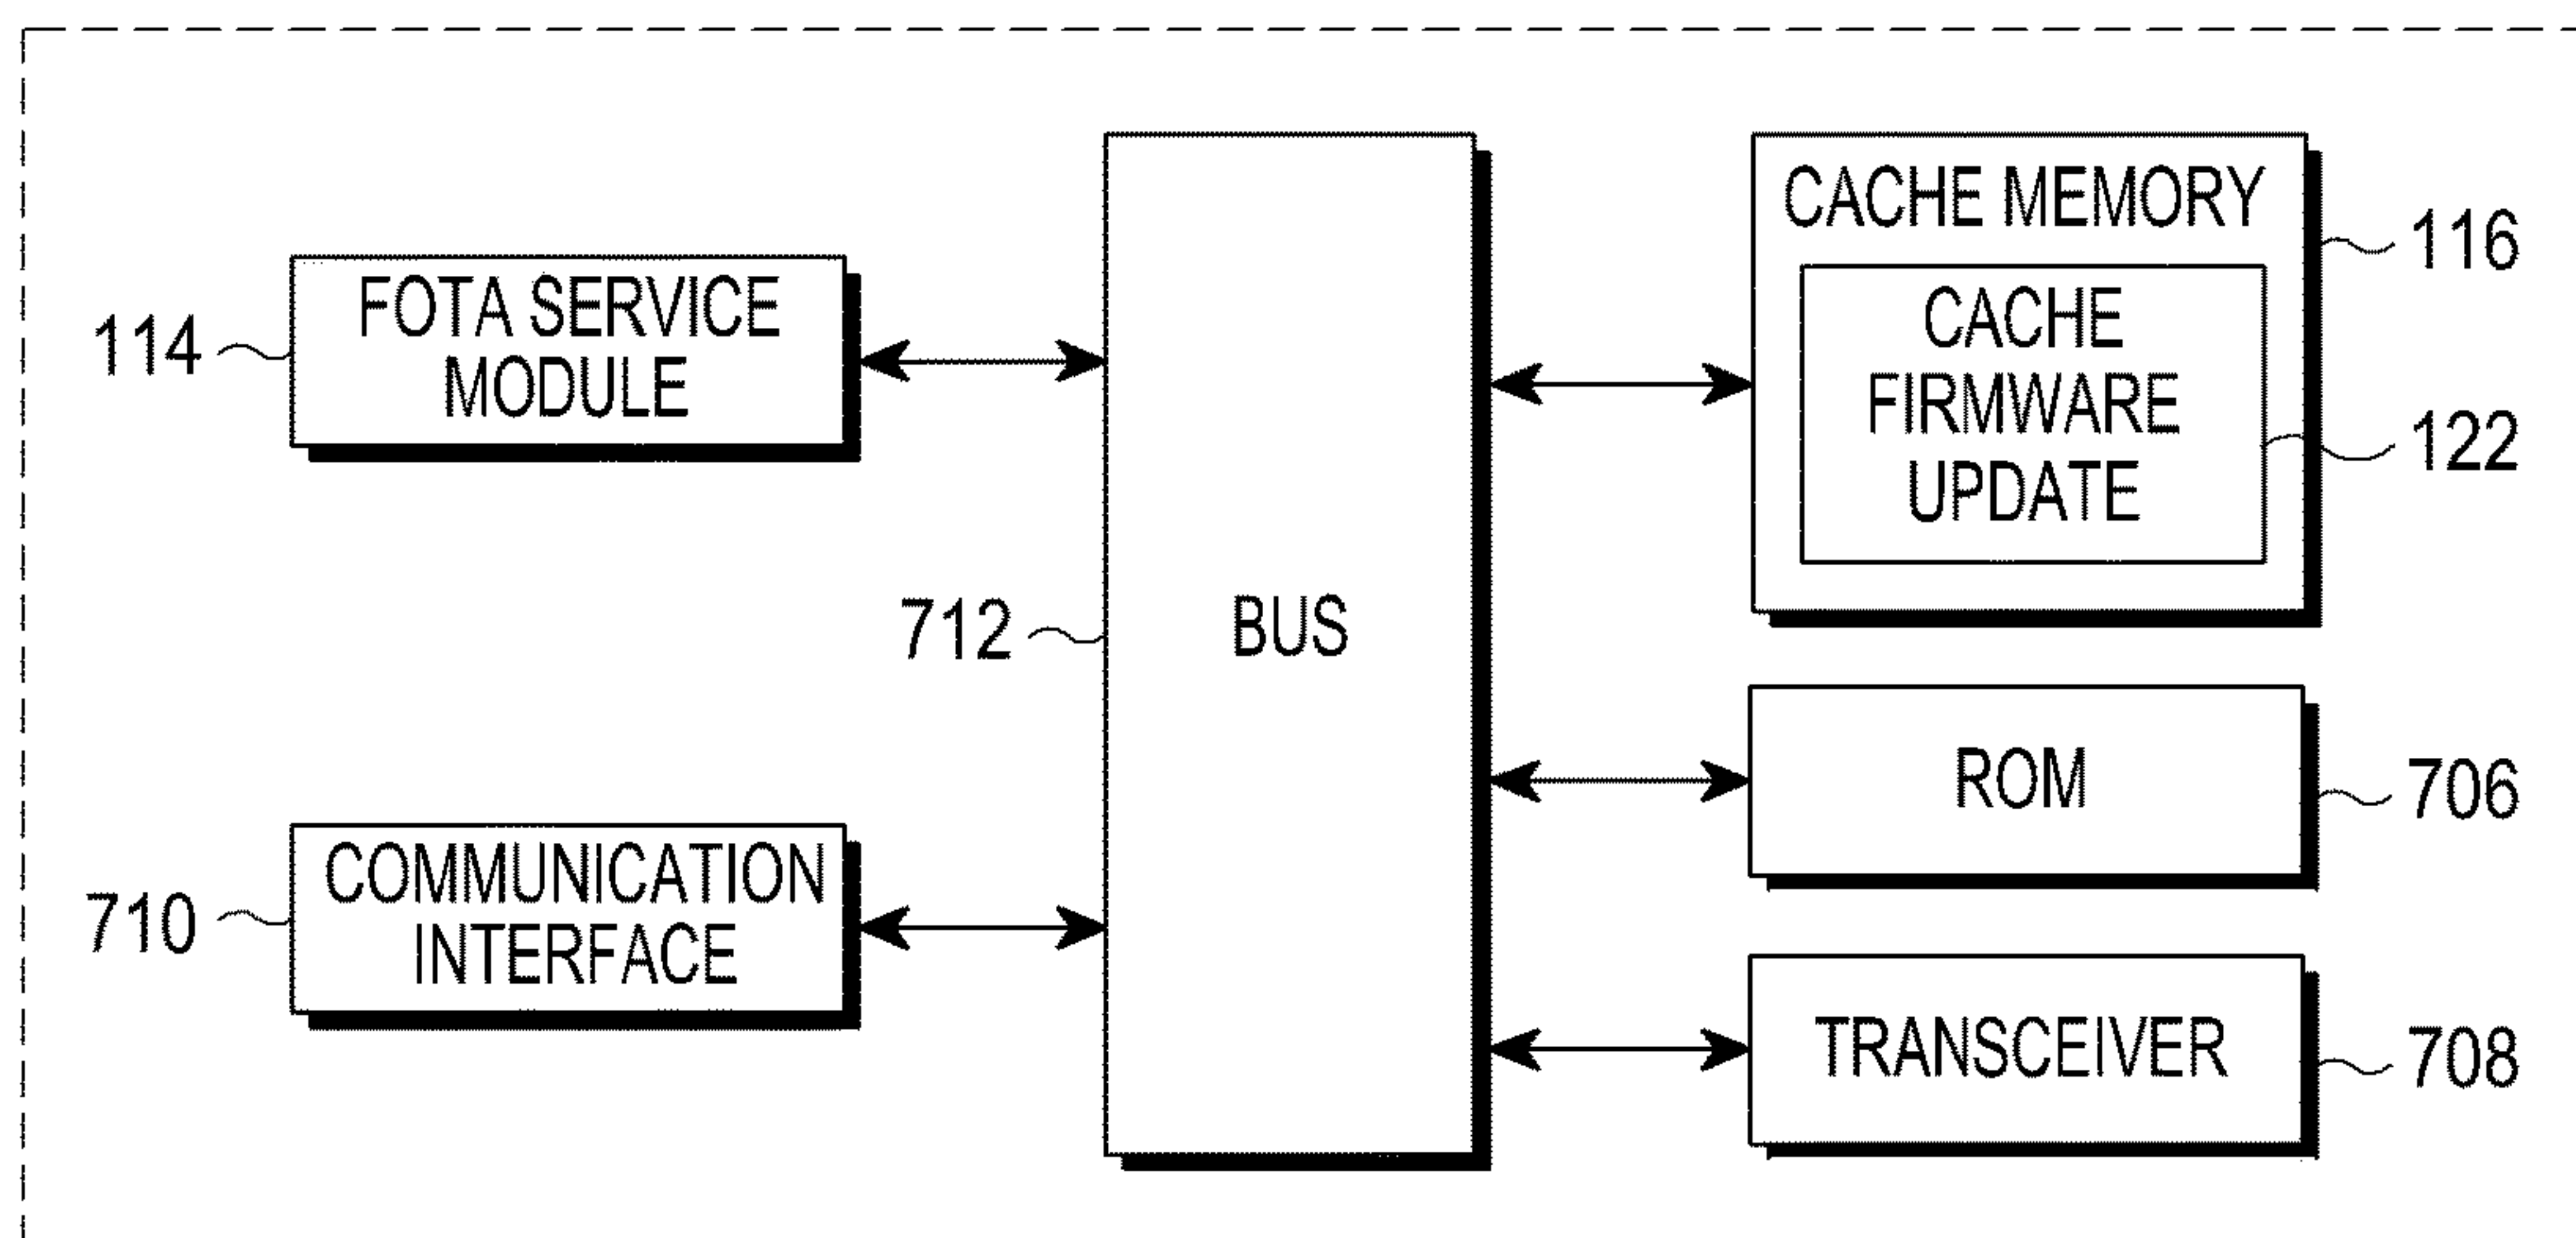 114
FOTA SERVICE
MODULE
710
COMMUNICATION
INTERFACE
712
BUS
CACHE MEMORY
116
CACHE
FIRMWARE
UPDATE
122
ROM
706
TRANSCEIVER
708